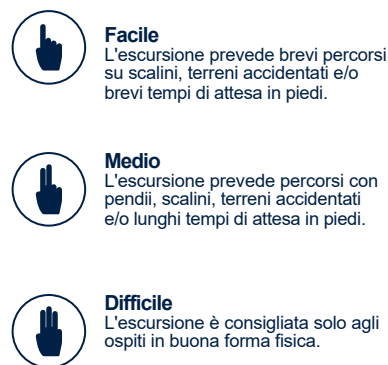 Facile
L'escursione prevede brevi percorsi
su scalini, terreni accidentati e/o
brevi tempi di attesa in piedi.
Medio
L'escursione prevede percorsi con
pendii, scalini, terreni accidentati
e/o lunghi tempi di attesa in piedi.
Difficile
L'escursione è consigliata solo agli
ospiti in buona forma fisica.